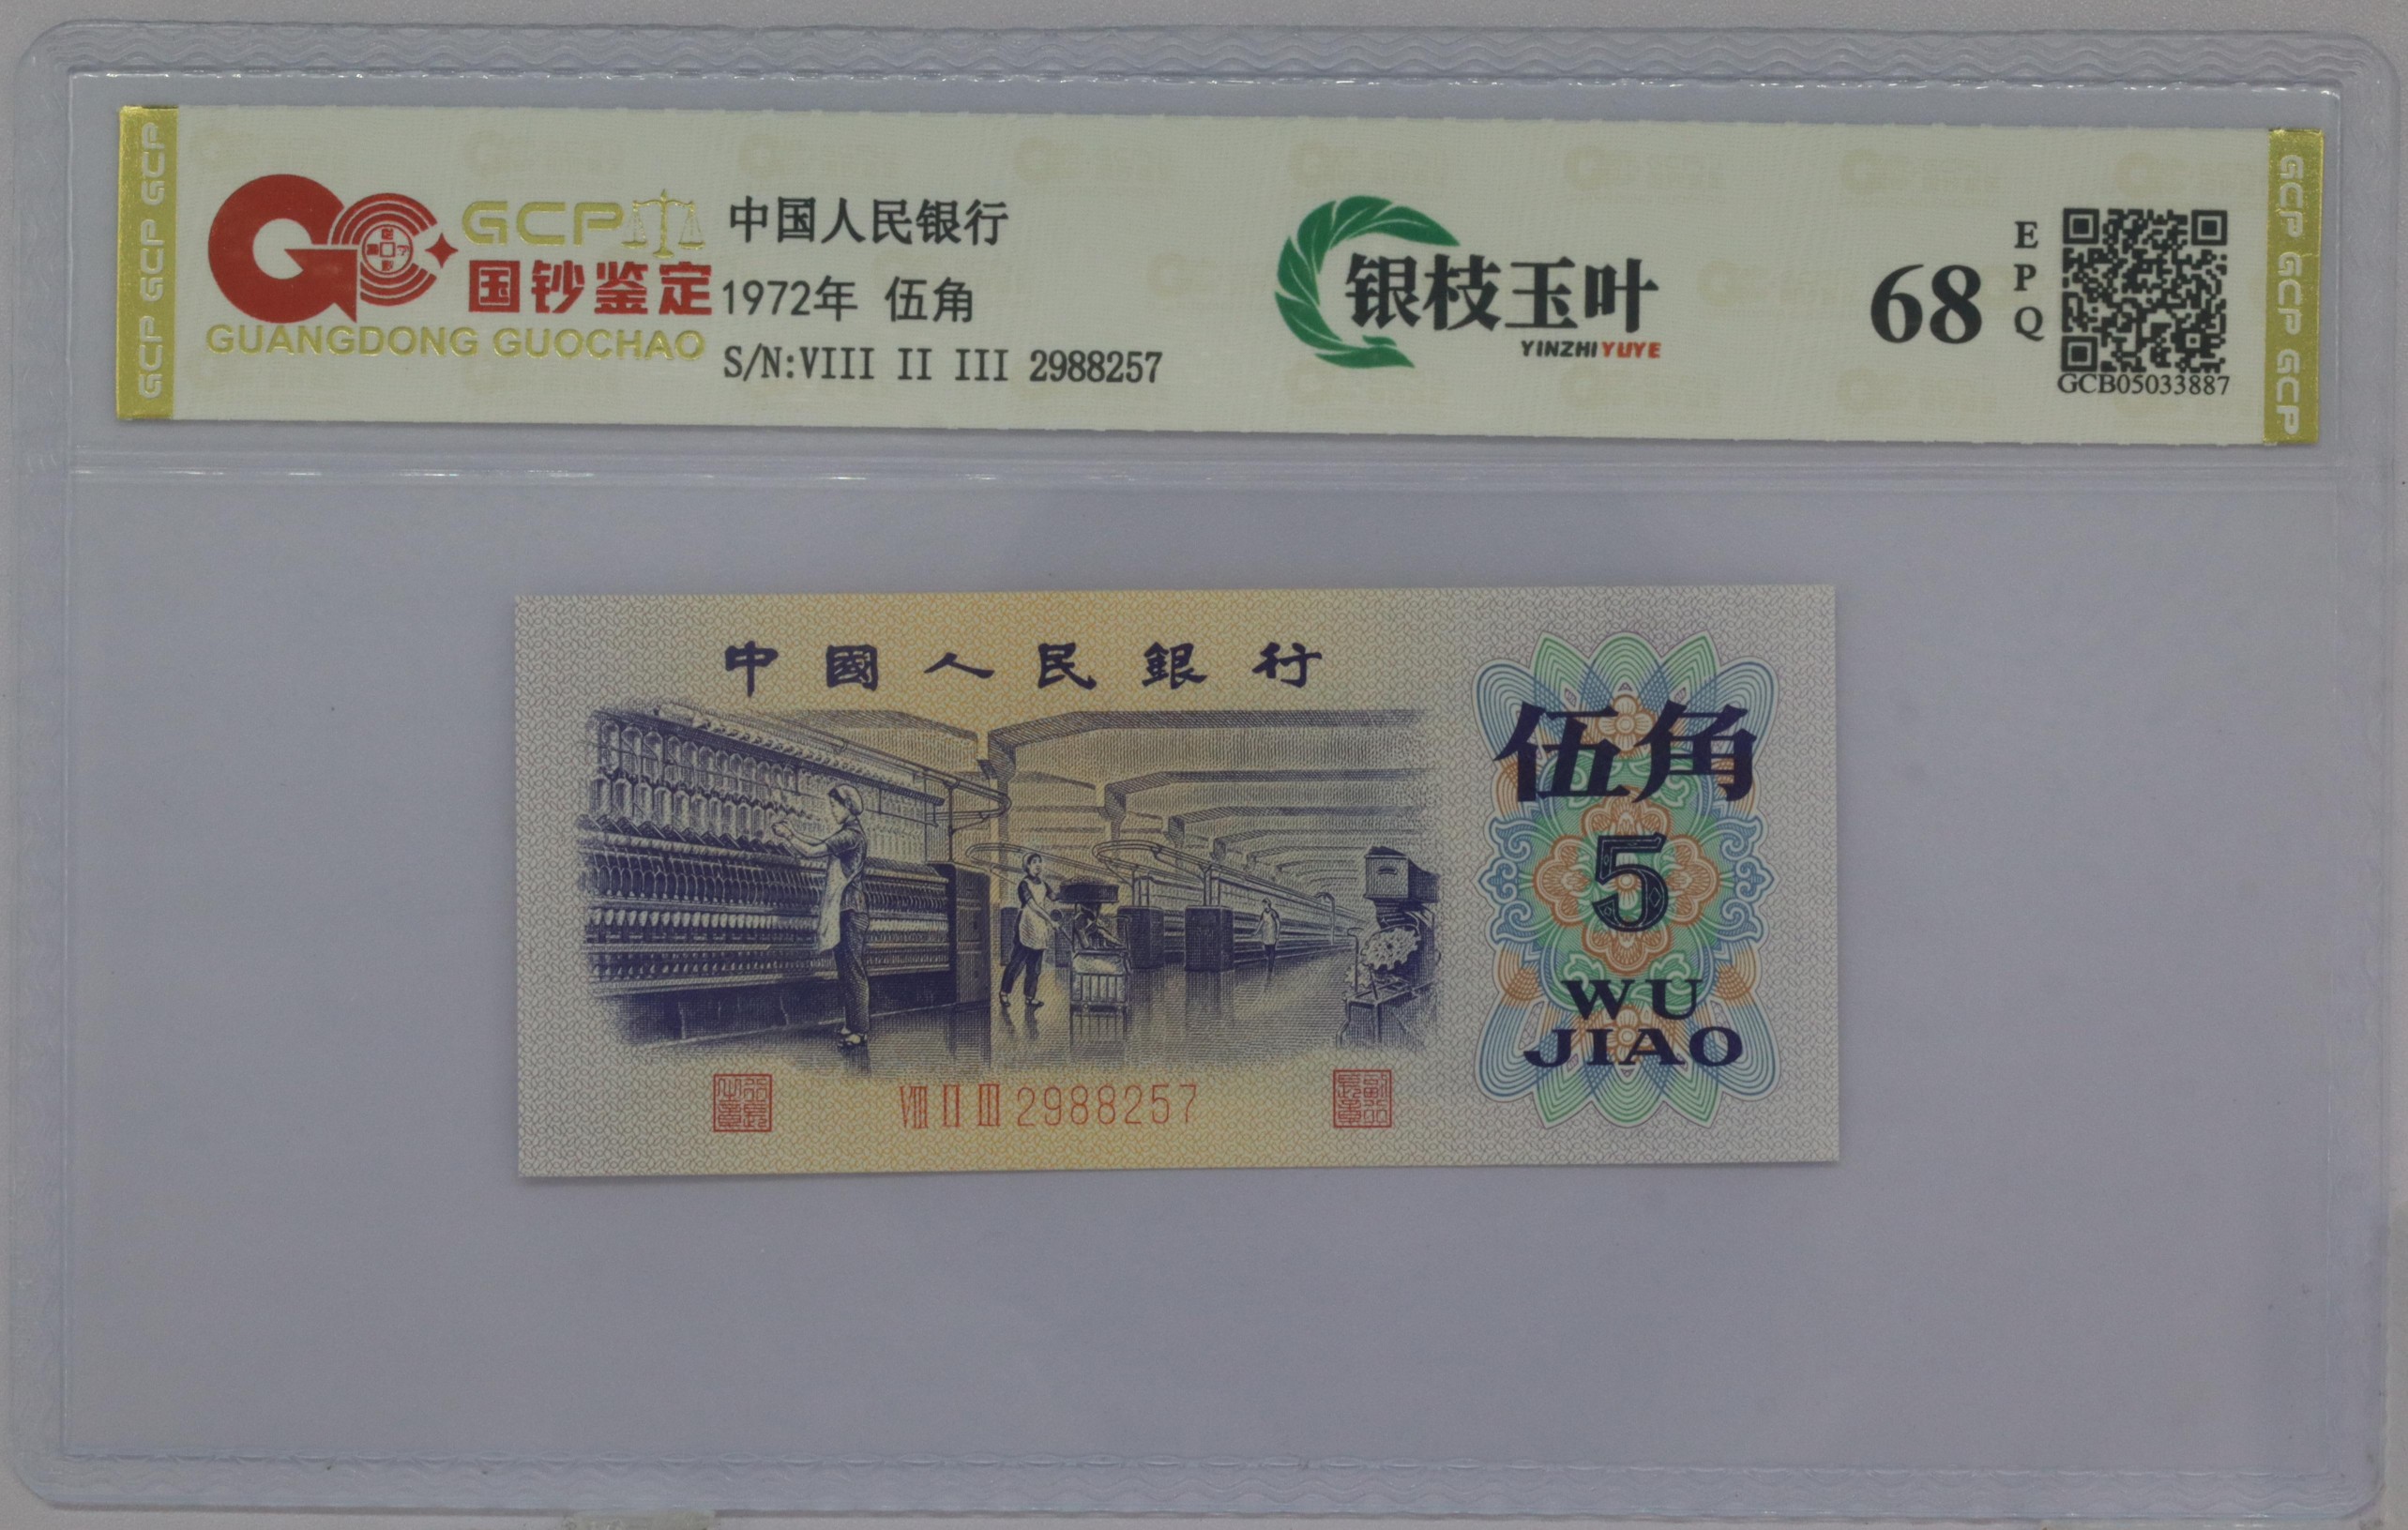 GCP GCP GCP
GCP
国钞鉴定
GUANGDONG GUOCHAO
中国人民银行
1972年 伍角
S/N:VIII II III 2988257
银枝玉叶
YINZHIYUYE
68
EPQ
GCB05033887
GCP GCP GCP
中國人民銀行
伍角
5
WU
JIAO
VIII II III 2988257